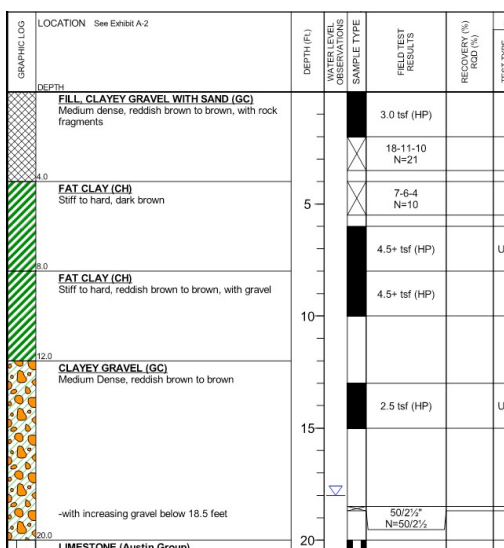 GRAPHIC LOG
LOCATION See Exhibit A-2
DEPTH
DEPTH (Ft.)
WATER LEVEL
OBSERVATIONS
SAMPLE TYPE
FIELD TEST
RESULTS
RECOVERY (%)
RQD (%)
FILL, CLAYEY GRAVEL WITH SAND (GC)
Medium dense, reddish brown to brown, with rock
fragments
3.0 tsf (HP)
18-11-10
N=21
4.0
FAT CLAY (CH)
Stiff to hard, dark brown
5
7-6-4
N=10
4.5+ tsf (HP)
U
8.0
FAT CLAY (CH)
Stiff to hard, reddish brown to brown, with gravel
4.5+ tsf (HP)
10
12.0
CLAYEY GRAVEL (GC)
Medium Dense, reddish brown to brown
2.5 tsf (HP)
U
15
-with increasing gravel below 18.5 feet
50/2½"
N=50/2½
20.0
20
LIMESTONE (Austin Group)